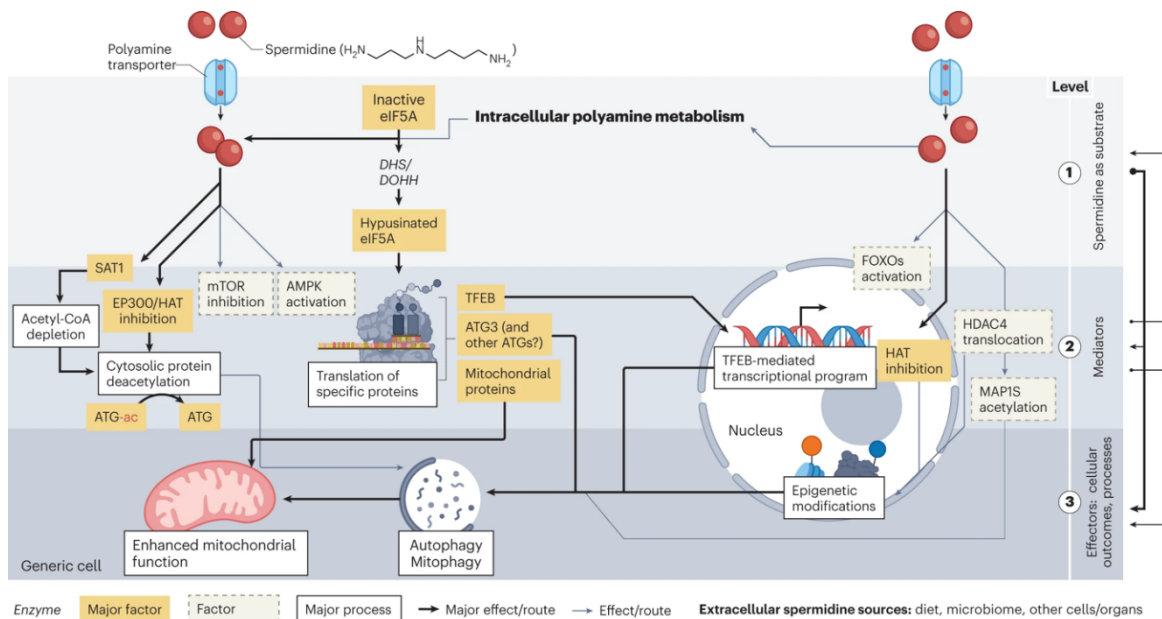 Spermidine (H2N
H
N
NH2)
Polyamine
transporter
Level
Inactive
eIF5A
Intracellular polyamine metabolism
DHS/
DOHH
1
Spermidine as substrate
Hypusinated
eIF5A
FOXOs
activation
SAT1
mTOR
inhibition
AMPK
activation
EP300/HAT
inhibition
Acetyl-CoA
depletion
TFEB
ATG3 (and
other ATGs?)
Mitochondrial
proteins
HDAC4
translocation
2
Mediators
TFEB-mediated
transcriptional program
HAT
inhibition
Cytosolic protein
deacetylation
Translation of
specific proteins
MAP1S
acetylation
ATG-ac
ATG
Nucleus
Epigenetic
modifications
3
Effectors: cellular
outcomes, processes
Enhanced mitochondrial
function
Autophagy
Mitophagy
Generic cell
Enzyme
Major factor
Factor
Major process
Major effect/route
Effect/route
Extracellular spermidine sources: diet, microbiome, other cells/organs